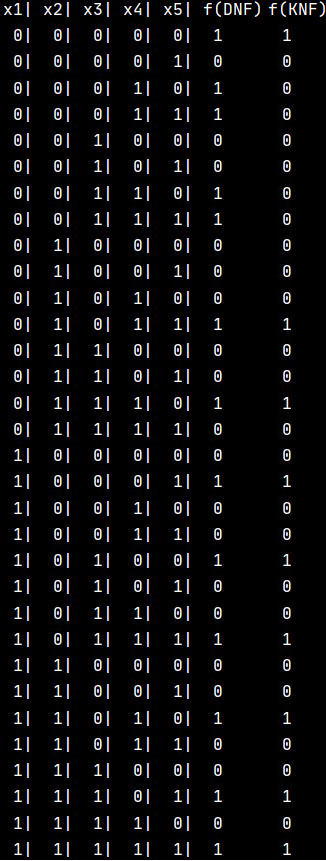 x1| x2| x3| x4| x5| f(DNF) f(KNF)
0| 0| 0| 0| 0| 1 1
0| 0| 0| 0| 1| 0 0
0| 0| 0| 1| 0| 1 0
0| 0| 0| 1| 1| 1 0
0| 0| 1| 0| 0| 0 0
0| 0| 1| 0| 1| 0 0
0| 0| 1| 1| 0| 1 0
0| 0| 1| 1| 1| 1 0
0| 1| 0| 0| 0| 0 0
0| 1| 0| 0| 1| 0 0
0| 1| 0| 1| 0| 0 0
0| 1| 0| 1| 1| 1 1
0| 1| 1| 0| 0| 0 0
0| 1| 1| 0| 1| 0 0
0| 1| 1| 1| 0| 1 1
0| 1| 1| 1| 1| 0 0
1| 0| 0| 0| 0| 0 0
1| 0| 0| 0| 1| 1 1
1| 0| 0| 1| 0| 0 0
1| 0| 0| 1| 1| 0 0
1| 0| 1| 0| 0| 1 1
1| 0| 1| 0| 1| 0 0
1| 0| 1| 1| 0| 0 0
1| 0| 1| 1| 1| 1 1
1| 1| 0| 0| 0| 0 0
1| 1| 0| 0| 1| 0 0
1| 1| 0| 1| 0| 1 1
1| 1| 0| 1| 1| 0 0
1| 1| 1| 0| 0| 0 0
1| 1| 1| 0| 1| 1 1
1| 1| 1| 1| 0| 0 0
1| 1| 1| 1| 1| 1 1